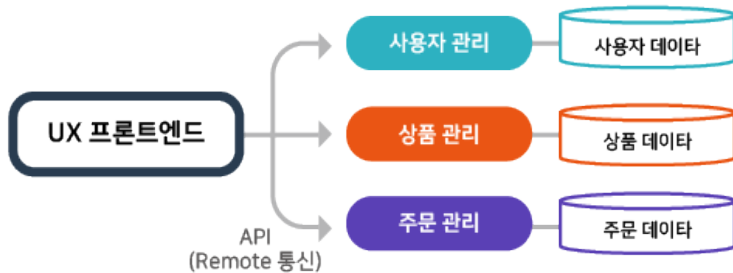 사용자 관리
사용자 데이타
UX 프론트엔드
상품 관리
상품 데이타
주문 관리
주문 데이타
API
(Remote 통신)